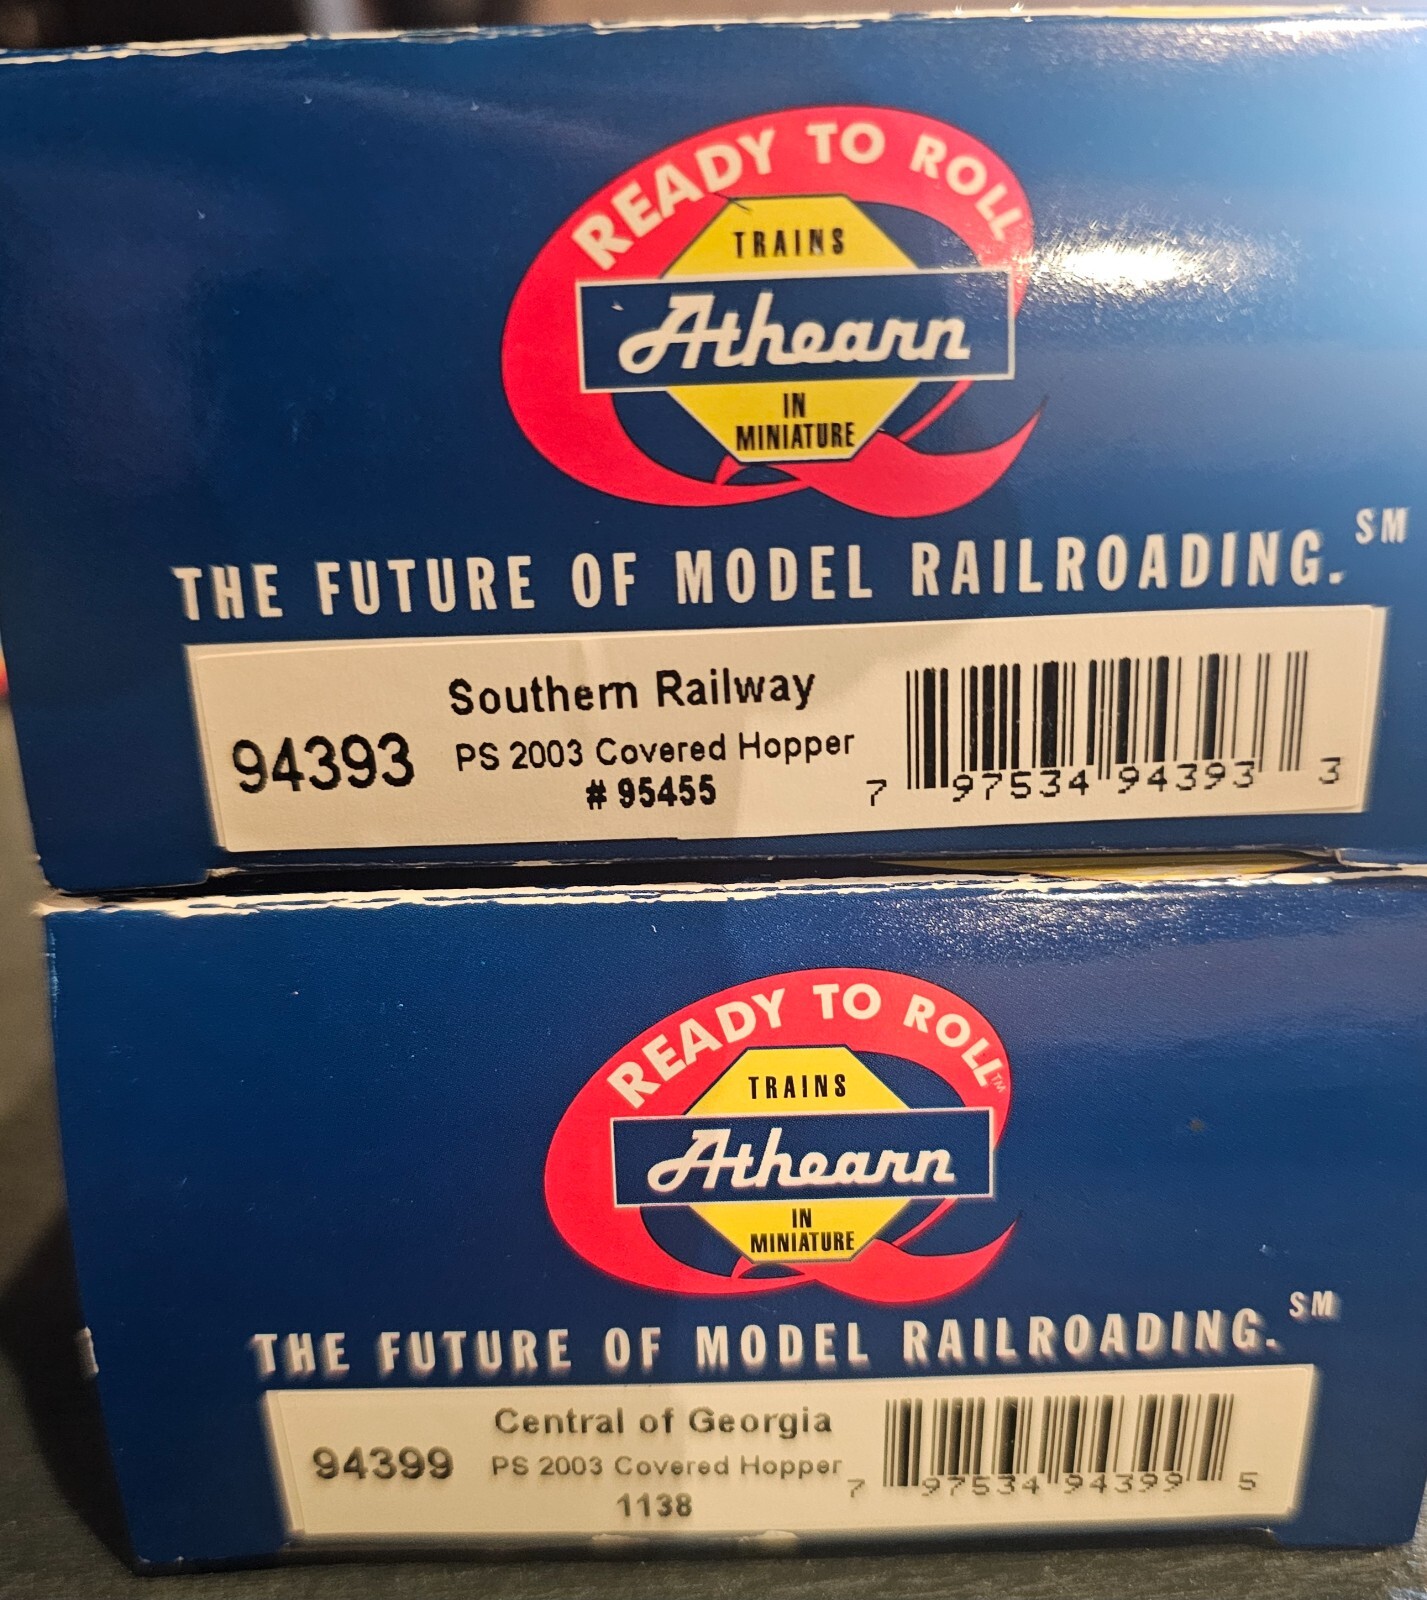 READY TO ROLL
TRAINS
Athearn
IN
MINIATURE
THE FUTURE OF MODEL RAILROADING.SM
Southern Railway
94393
PS 2003 Covered Hopper
# 95455
7 97534 94393 3
READY TO ROLL™
TRAINS
Athearn
IN
MINIATURE
THE FUTURE OF MODEL RAILROADING.SM
Central of Georgia
94399
PS 2003 Covered Hopper
1138
7 97534 94399 5